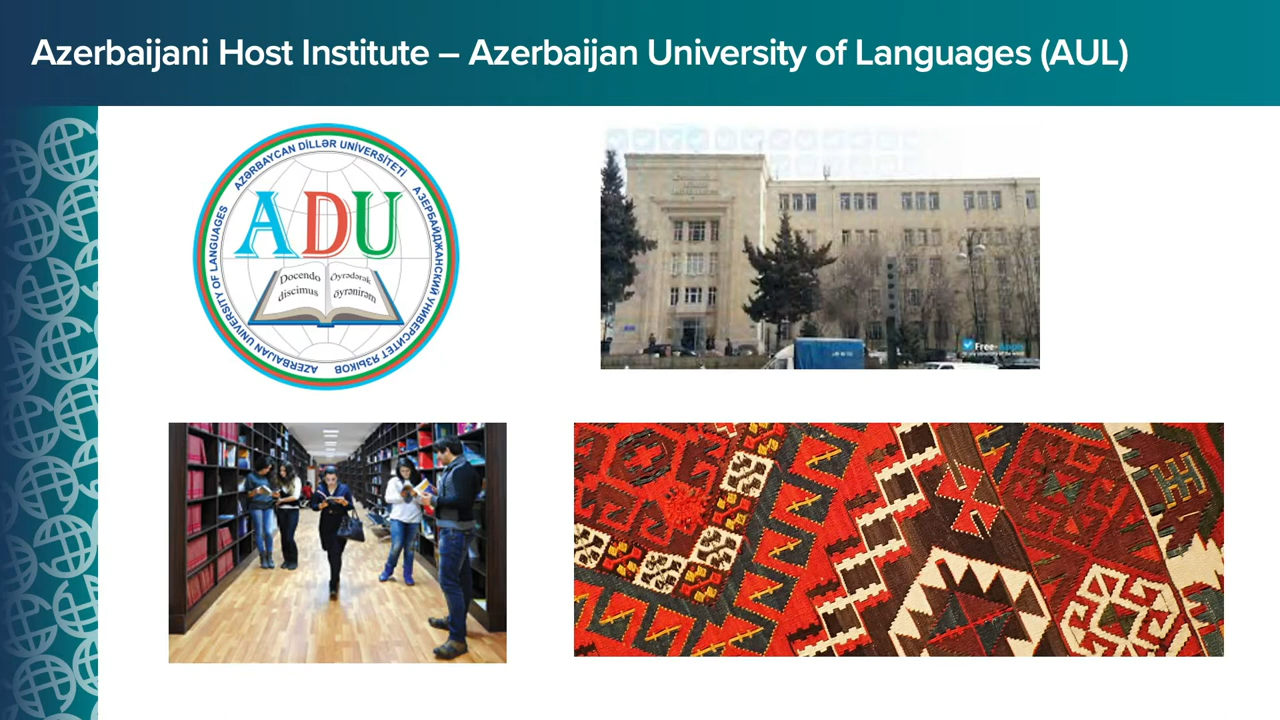 Azerbaijani Host Institute – Azerbaijan University of Languages (AUL)
AZƏRBAYCAN DİLLƏR UNİVERSİTETİ
АЗЕРБАЙДЖАНСКИЙ УНИВЕРСИТЕТ ЯЗЫКОВ
AZERBAIJAN UNIVERSITY OF LANGUAGES
ADU
Docendo
discimus
Öyrədərək
öyrənirəm
Free-